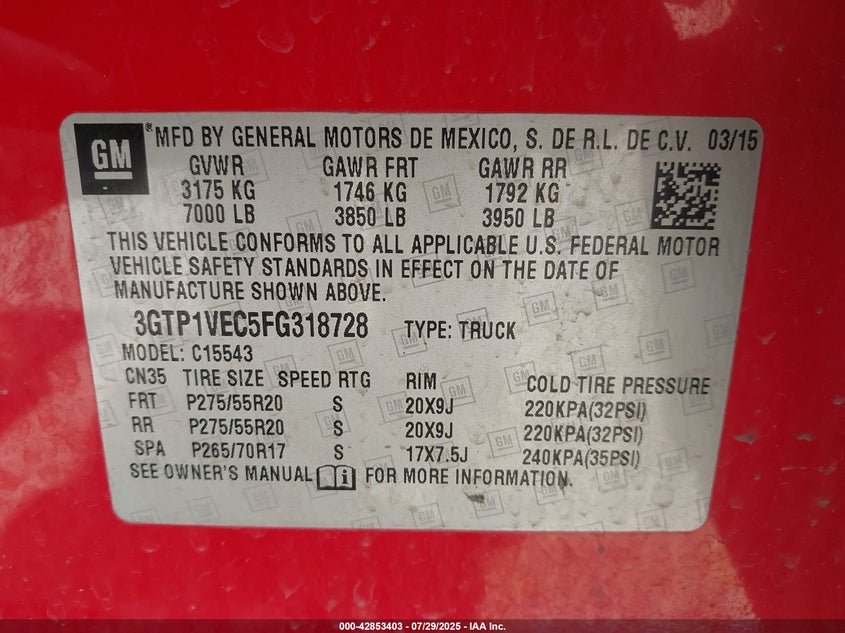 GM ® MFD BY GENERAL MOTORS DE MEXICO, S. DE R.L. DE C.V. 03/15
GVWR GAWR FRT GAWR RR
3175 KG 1746 KG 1792 KG
7000 LB 3850 LB 3950 LB
THIS VEHICLE CONFORMS TO ALL APPLICABLE U.S. FEDERAL MOTOR
VEHICLE SAFETY STANDARDS IN EFFECT ON THE DATE OF
MANUFACTURE SHOWN ABOVE.
3GTP1VEC5FG318728 TYPE: TRUCK
MODEL: C15543
CN35 TIRE SIZE SPEED RTG RIM COLD TIRE PRESSURE
FRT P275/55R20 S 20X9J 220KPA(32PSI)
RR P275/55R20 S 20X9J 220KPA(32PSI)
SPA P265/70R17 S 17X7.5J 240KPA(35PSI)
SEE OWNER'S MANUAL i FOR MORE INFORMATION.
000-42853403 - 07/29/2025 - IAA Inc.